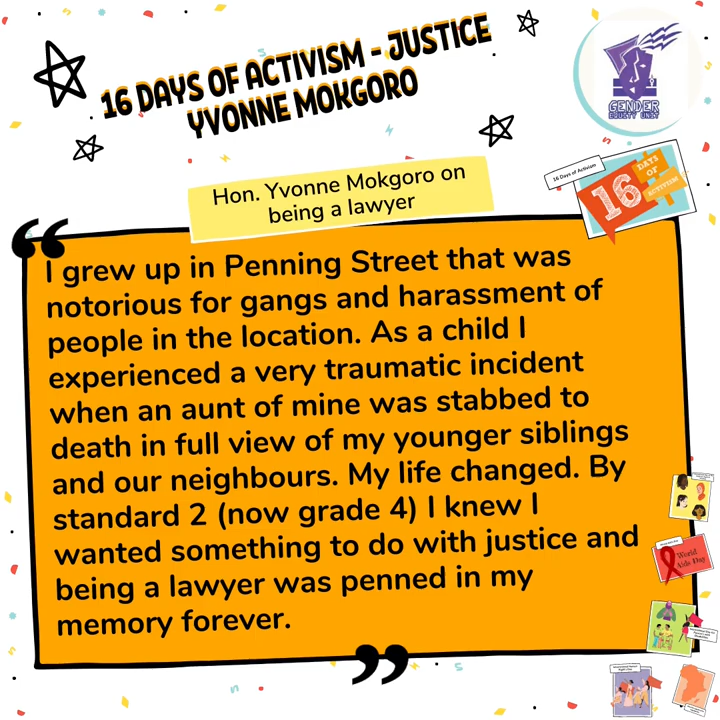 16 DAYS OF ACTIVISM - JUSTICE
YVONNE MOKGORO
GENDER
EQUITY UNIT
16 Days of Activism
16
DAYS
OF
ACTIVISM
Hon. Yvonne Mokgoro on
being a lawyer
“
I grew up in Penning Street that was
notorious for gangs and harassment of
people in the location. As a child I
experienced a very traumatic incident
when an aunt of mine was stabbed to
death in full view of my younger siblings
and our neighbours. My life changed. By
standard 2 (now grade 4) I knew I
wanted something to do with justice and
being a lawyer was penned in my
memory forever.
”
World
Aids Day